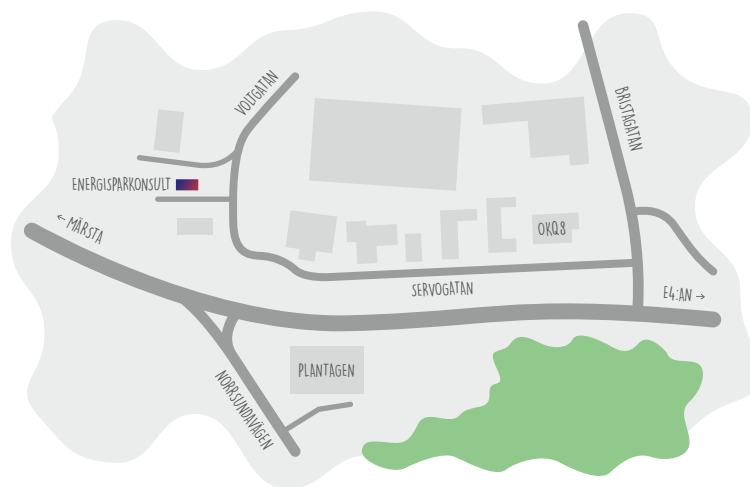 VOLTGATAN
BRISTAGATAN
ENERGISPARKONSULT
← MÄRSTA
OKQ8
SERVOGATAN
E4:AN →
PLANTAGEN
NORRSUNDAVÄGEN